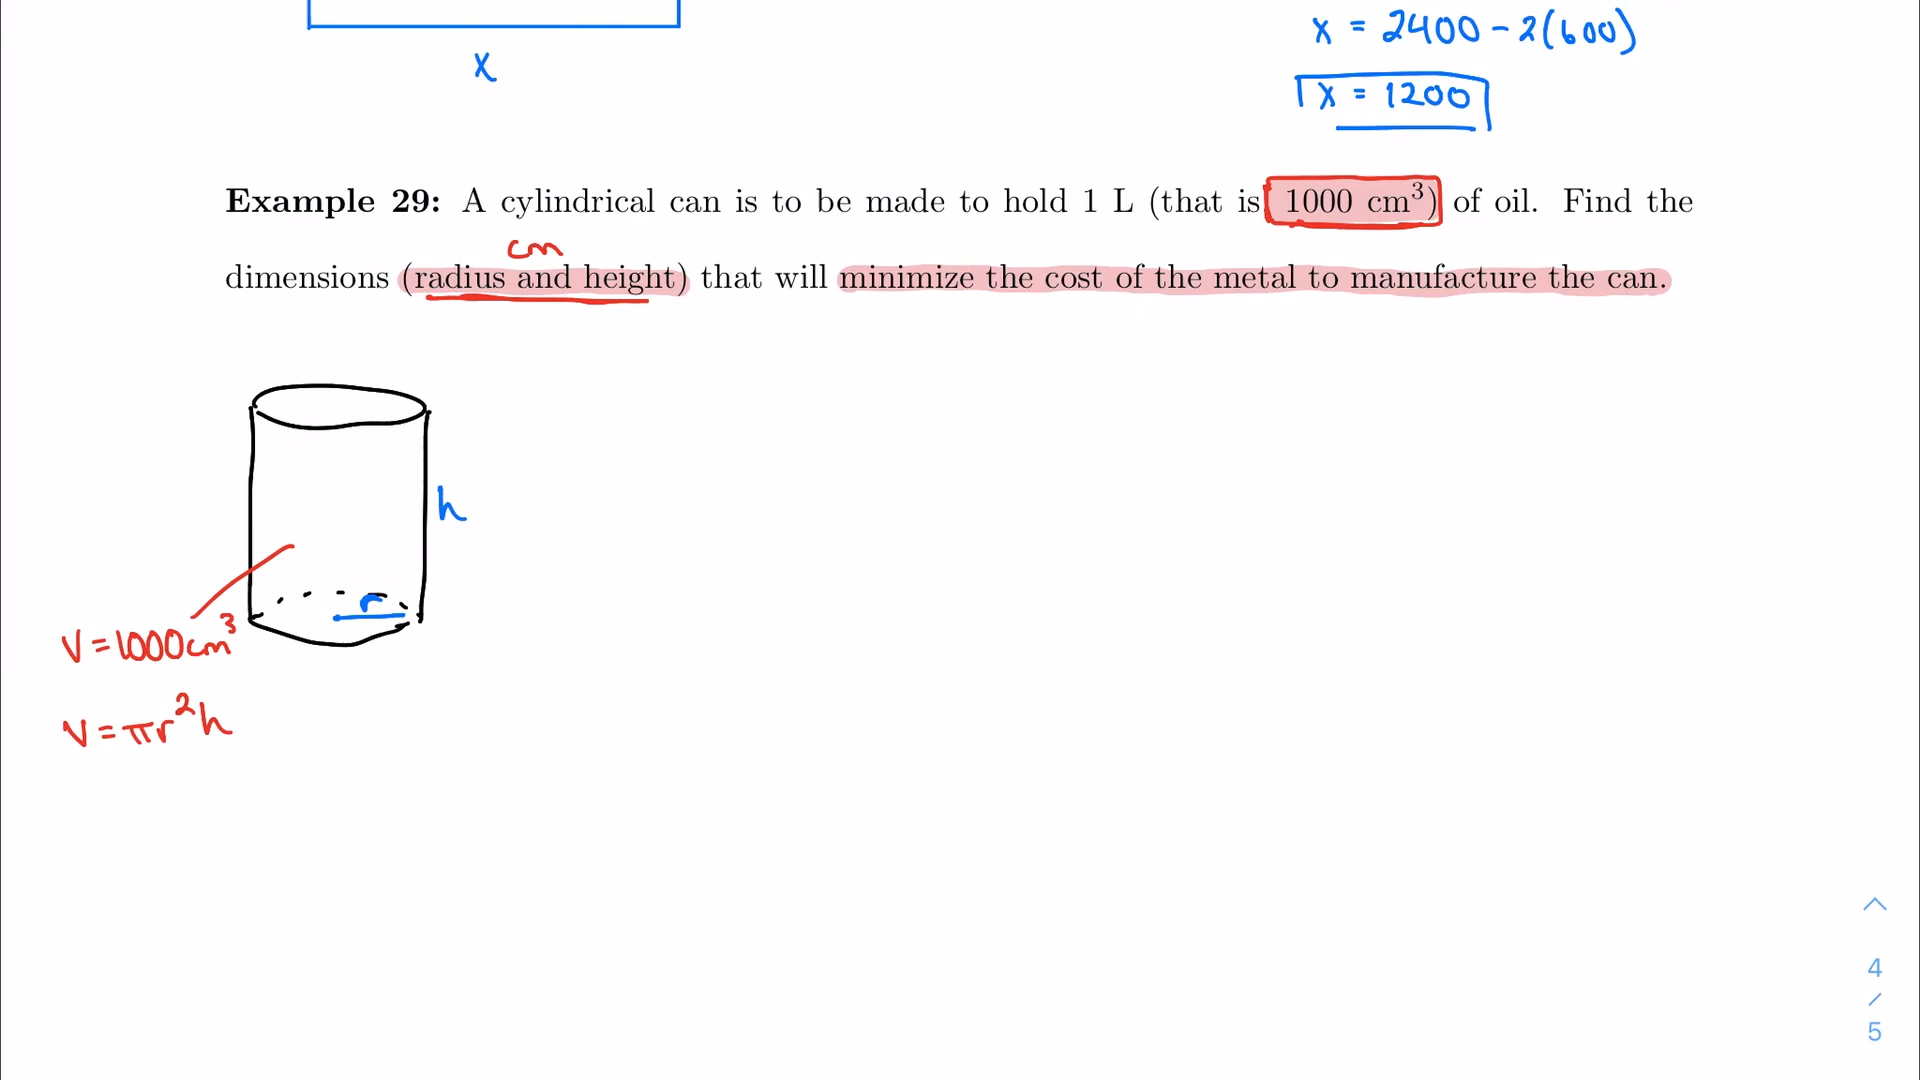 x = 2400 - 2(600)
x
x = 1200
Example 29: A cylindrical can is to be made to hold 1 L (that is 1000 cm³) of oil. Find the
cm
dimensions (radius and height) that will minimize the cost of the metal to manufacture the can.
h
r
V = 1000cm³
V = πr²h
4
/
5